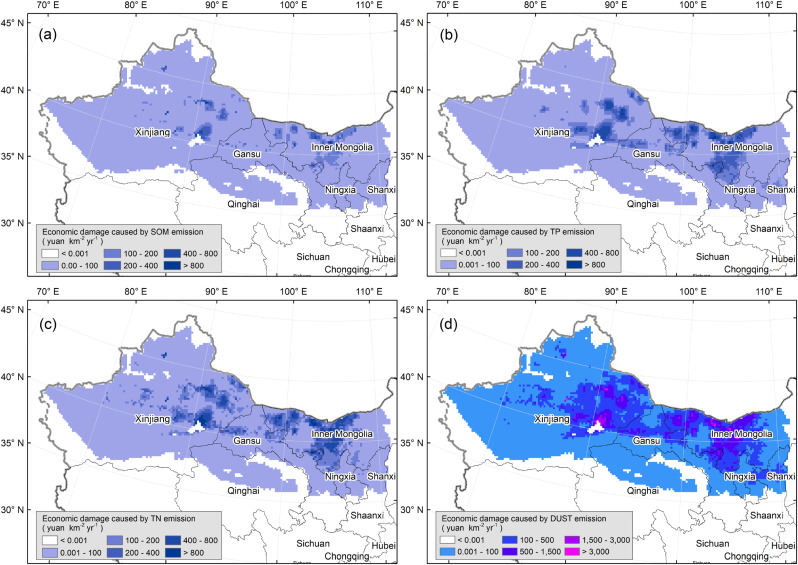 80° 90° 100° 110° E
45° N
(a)
40° N
35° N
30° N
Xinjiang
Gansu
Inner Mongolia
Qinghai
Ningxia
Shanxi
Shaanxi
Sichuan
Hubei
Chongqing
Economic damage caused by SOM emission
( yuan km⁻² yr⁻¹ )
< 0.001 100 - 200 400 - 800
0.00 - 100 200 - 400 > 800
80° 90° 100° 110° E
45° N
(b)
40° N
35° N
30° N
Xinjiang
Gansu
Inner Mongolia
Qinghai
Ningxia
Shanxi
Shaanxi
Sichuan
Hubei
Chongqing
Economic damage caused by TP emission
( yuan km⁻² yr⁻¹ )
< 0.001 100 - 200 400 - 800
0.001 - 100 200 - 400 > 800
80° 90° 100° 110° E
45° N
(c)
40° N
35° N
30° N
Xinjiang
Gansu
Inner Mongolia
Qinghai
Ningxia
Shanxi
Shaanxi
Sichuan
Hubei
Chongqing
Economic damage caused by TN emission
( yuan km⁻² yr⁻¹ )
< 0.001 100 - 200 400 - 800
0.001 - 100 200 - 400 > 800
80° 90° 100° 110° E
45° N
(d)
40° N
35° N
30° N
Xinjiang
Gansu
Inner Mongolia
Qinghai
Ningxia
Shanxi
Shaanxi
Sichuan
Hubei
Chongqing
Economic damage caused by DUST emission
( yuan km⁻² yr⁻¹ )
< 0.001 100 - 500 1,500 - 3,000
0.001 - 100 500 - 1,500 > 3,000